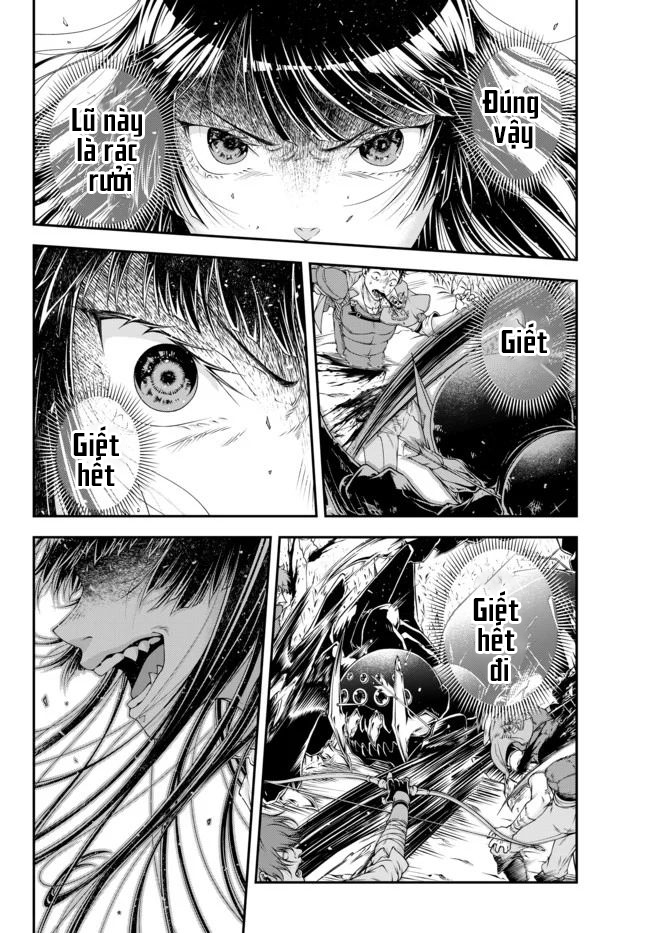 Đúng
vậy
Lũ này
là rác
rưởi
Giết
Giết
hết
Giết
hết
đi